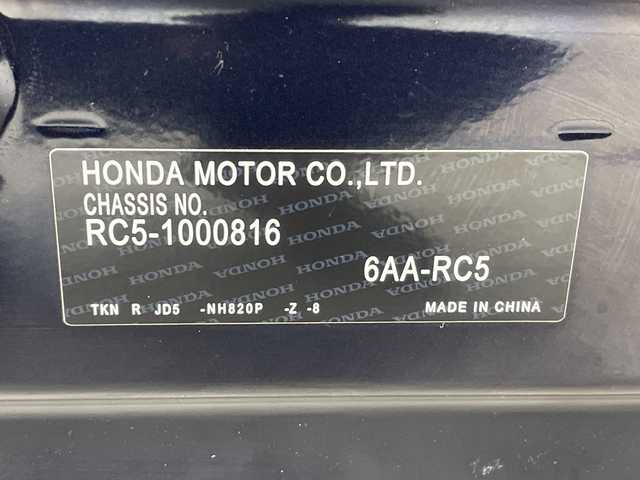 HONDA MOTOR CO.,LTD.
CHASSIS NO.
RC5-1000816
6AA-RC5
TKN R JD5 -NH820P -Z -8 MADE IN CHINA